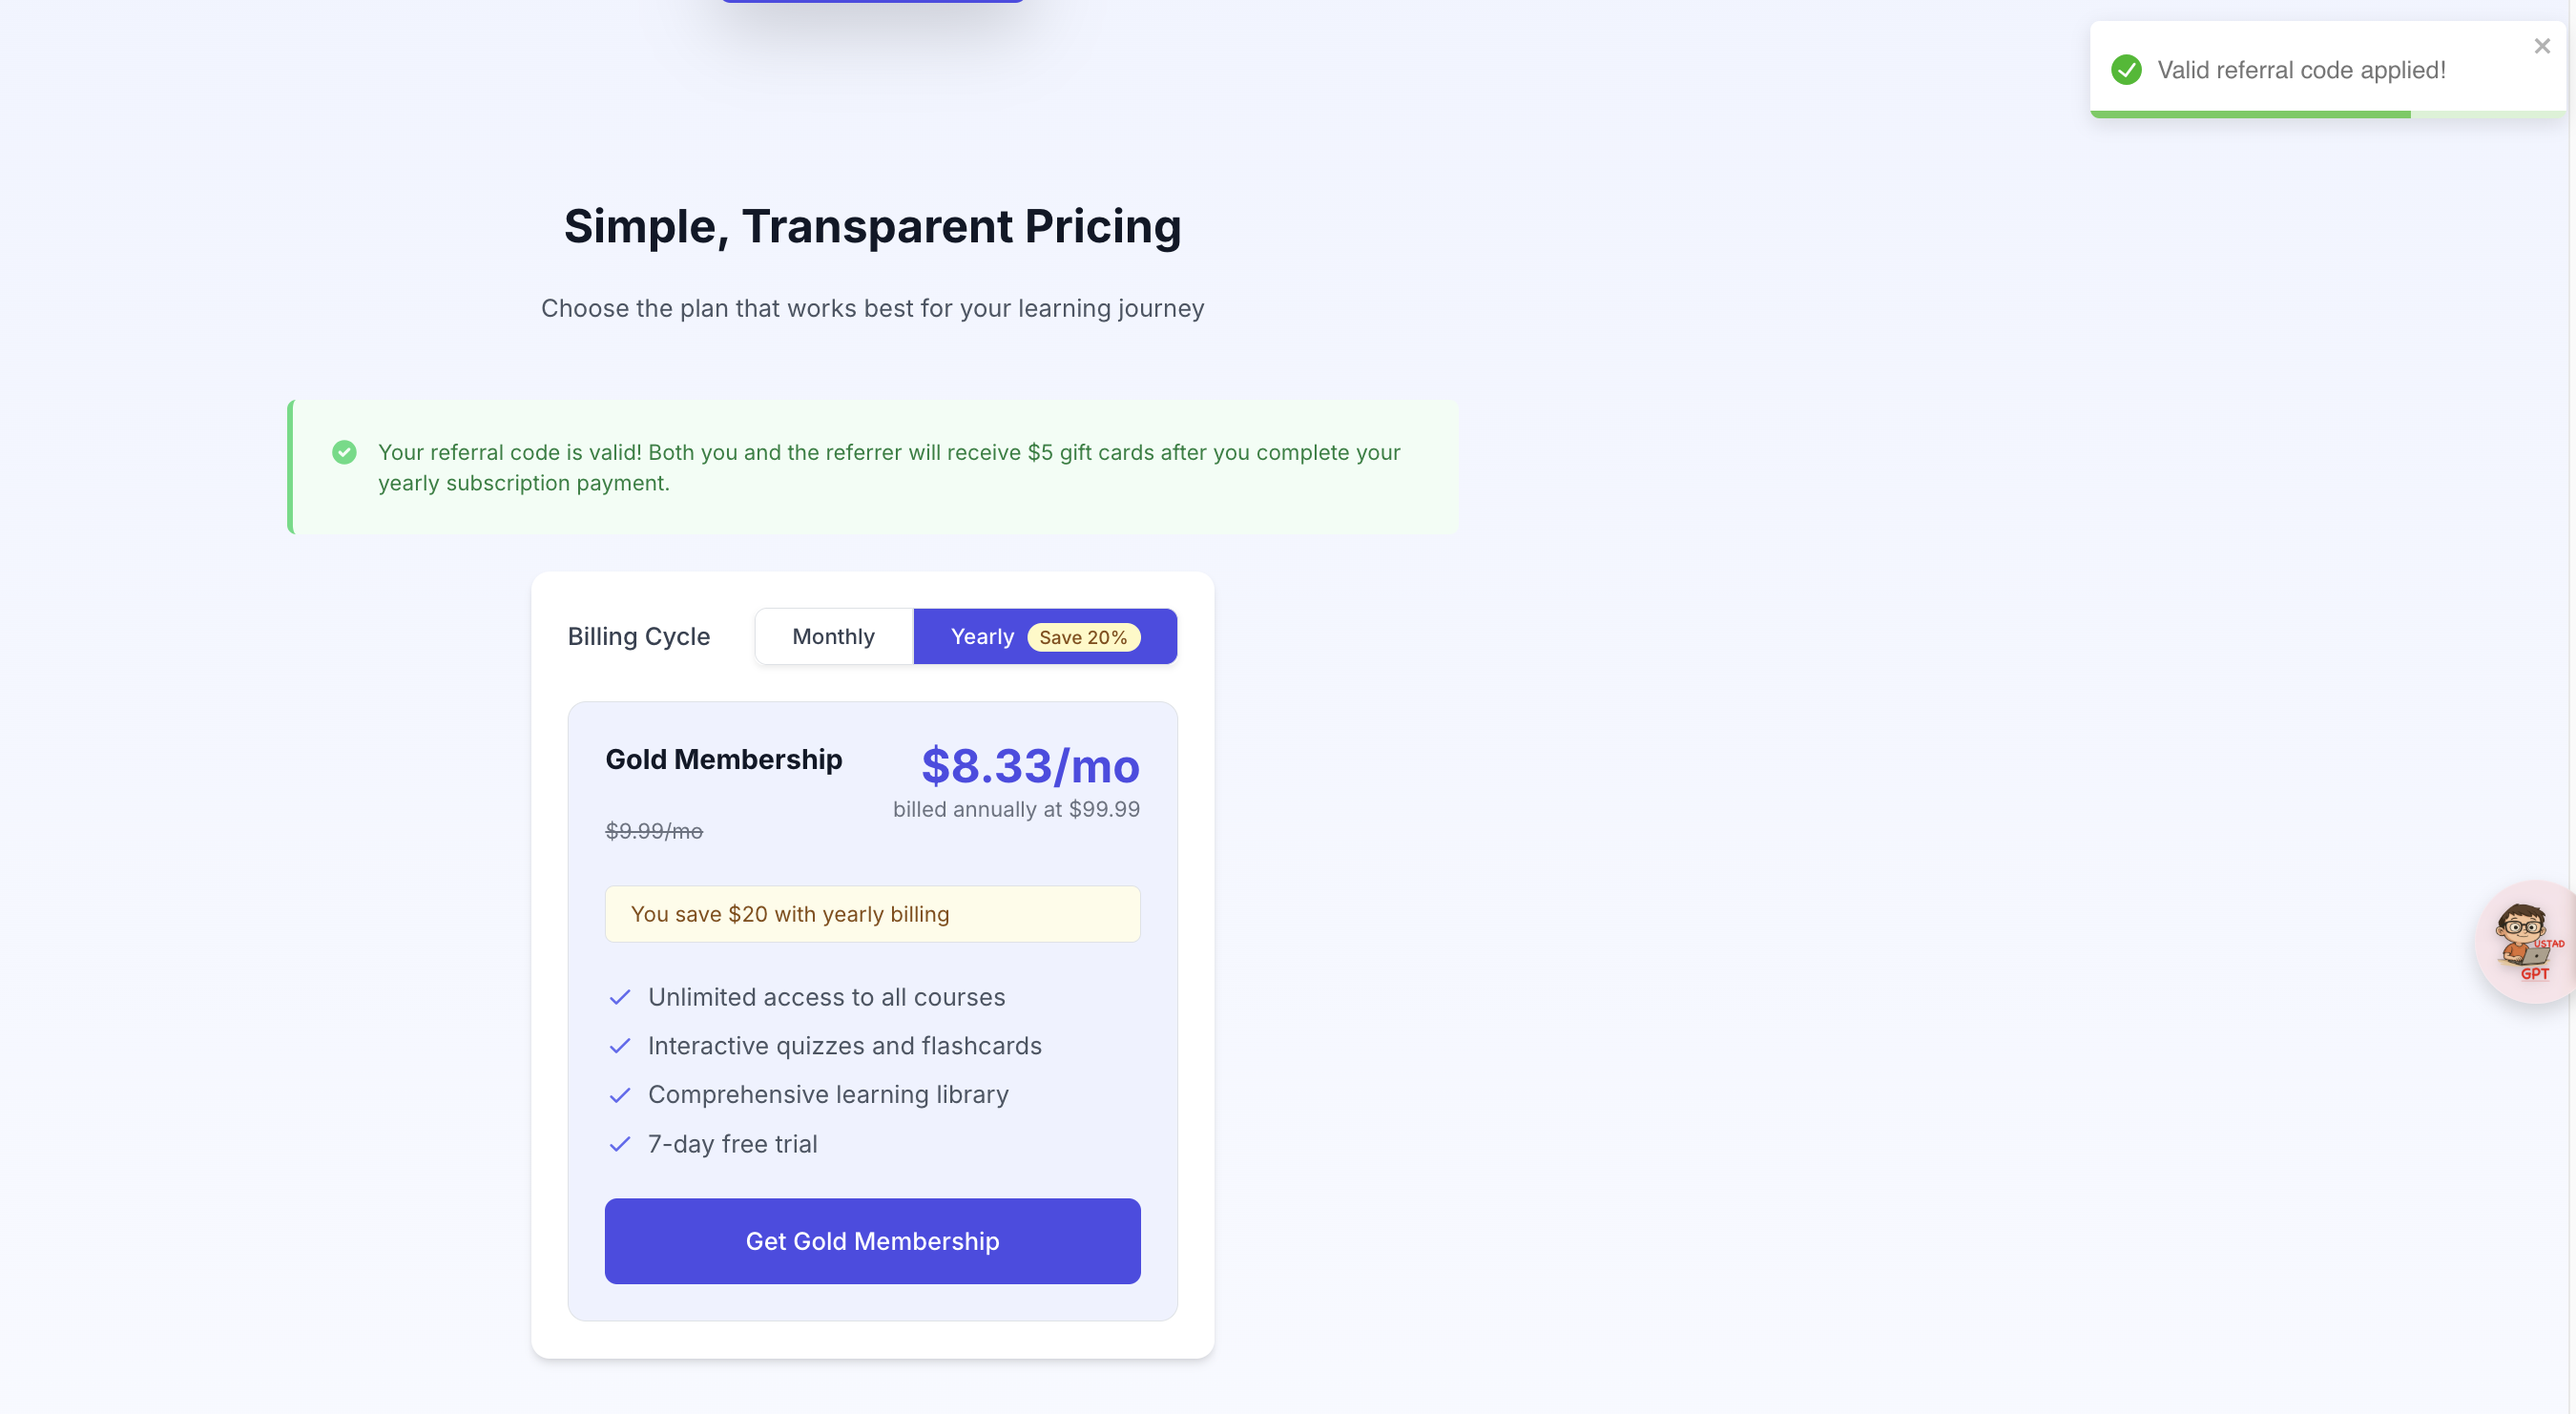 Valid referral code applied!
Simple, Transparent Pricing
Choose the plan that works best for your learning journey
Your referral code is valid! Both you and the referrer will receive $5 gift cards after you complete your
yearly subscription payment.
Billing Cycle
Monthly
Yearly Save 20%
Gold Membership
$8.33/mo
billed annually at $99.99
$9.99/mo
You save $20 with yearly billing
Unlimited access to all courses
Interactive quizzes and flashcards
Comprehensive learning library
7-day free trial
Get Gold Membership
USTAD
GPT